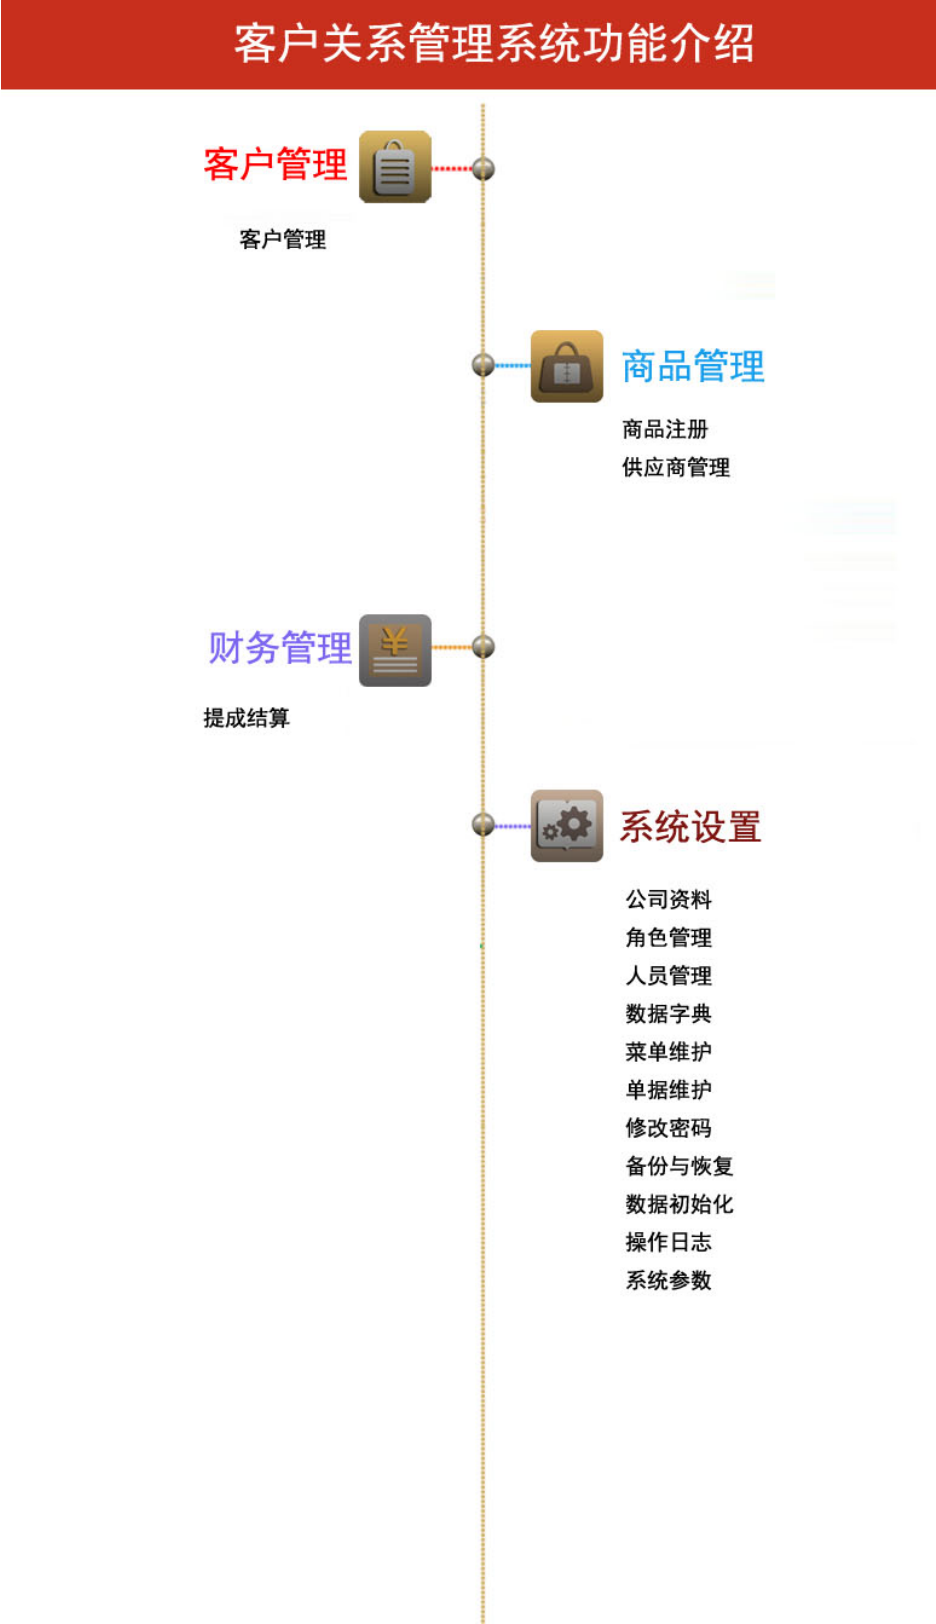 客户关系管理系统功能介绍
客户管理
客户管理
商品管理
商品注册
供应商管理
财务管理
提成结算
系统设置
公司资料
角色管理
人员管理
数据字典
菜单维护
单据维护
修改密码
备份与恢复
数据初始化
操作日志
系统参数